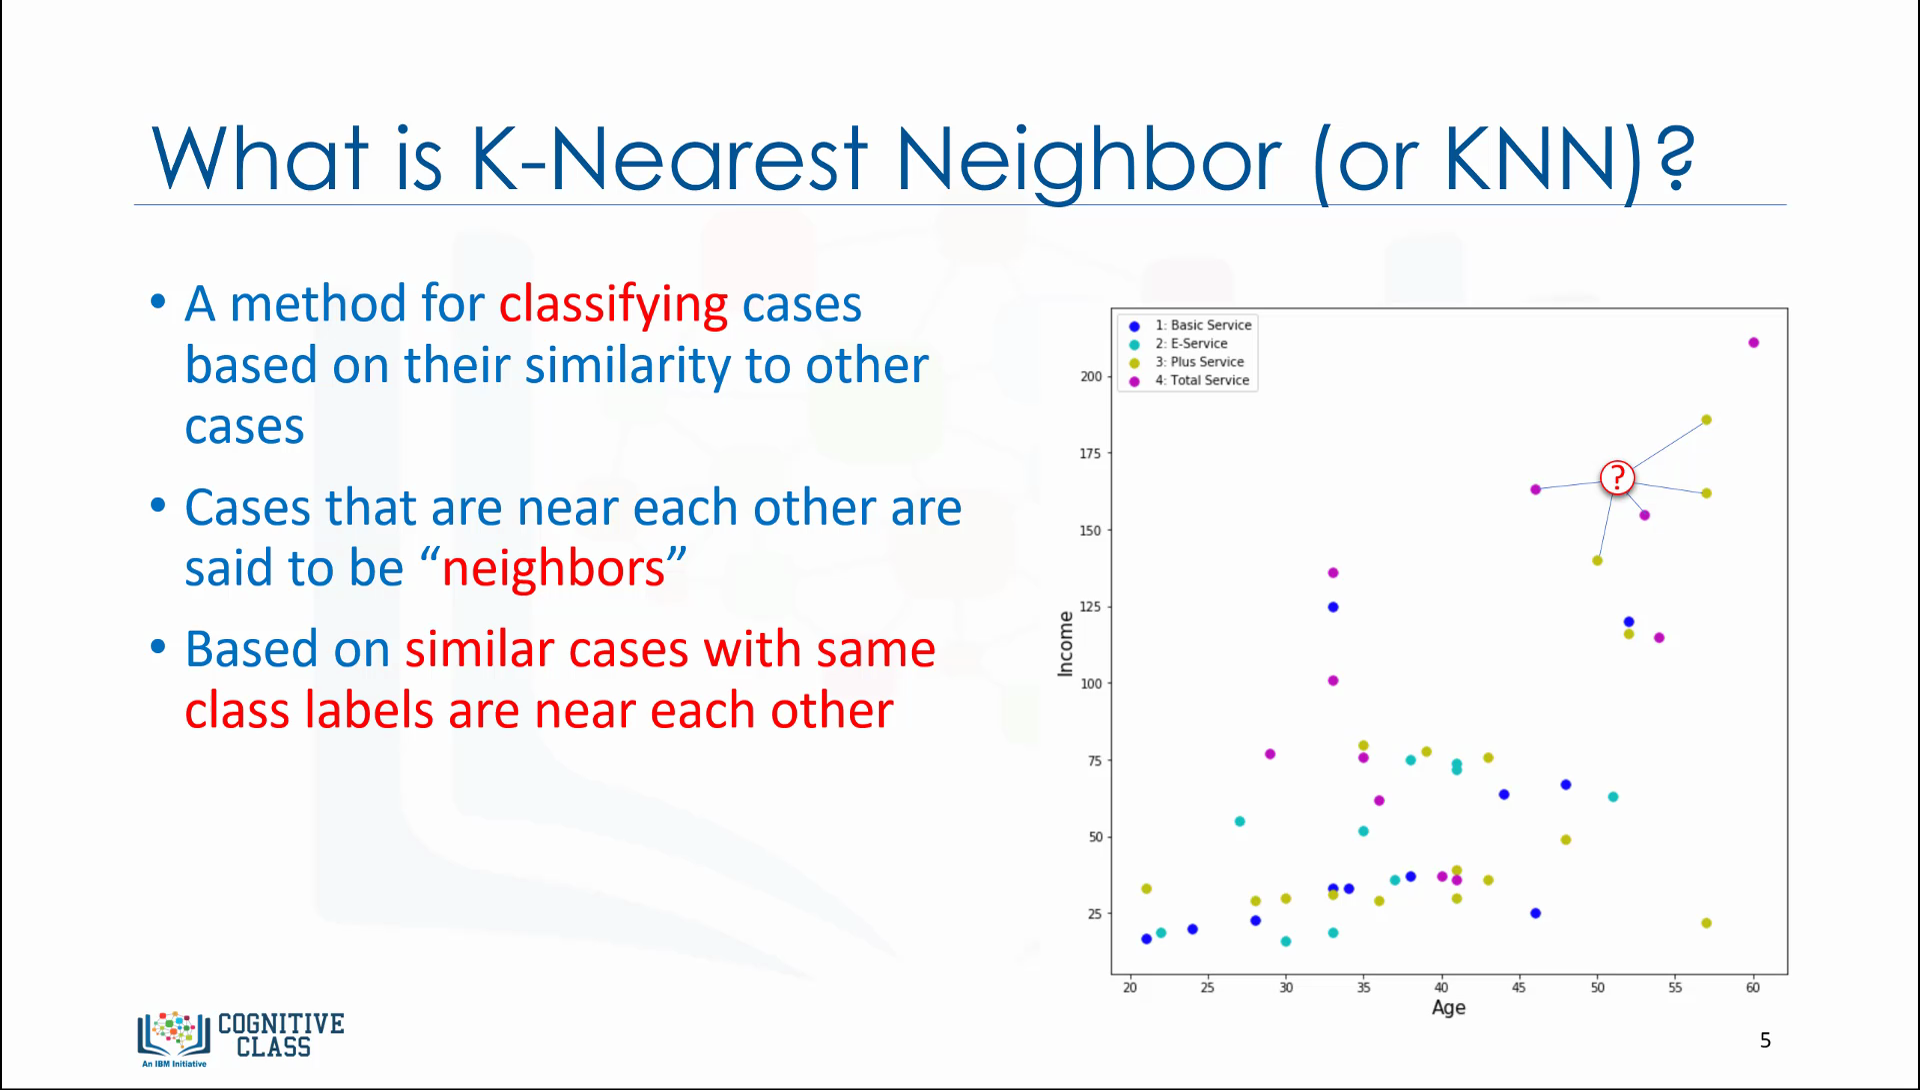 What is K-Nearest Neighbor (or KNN)?
• A method for classifying cases
based on their similarity to other
cases
• Cases that are near each other are
said to be “neighbors”
• Based on similar cases with same
class labels are near each other
1: Basic Service
2: E-Service
3: Plus Service
4: Total Service
?
200
175
150
125
100
75
50
25
Income
20 25 30 35 40 45 50 55 60
Age
COGNITIVE
CLASS
An IBM Initiative
5